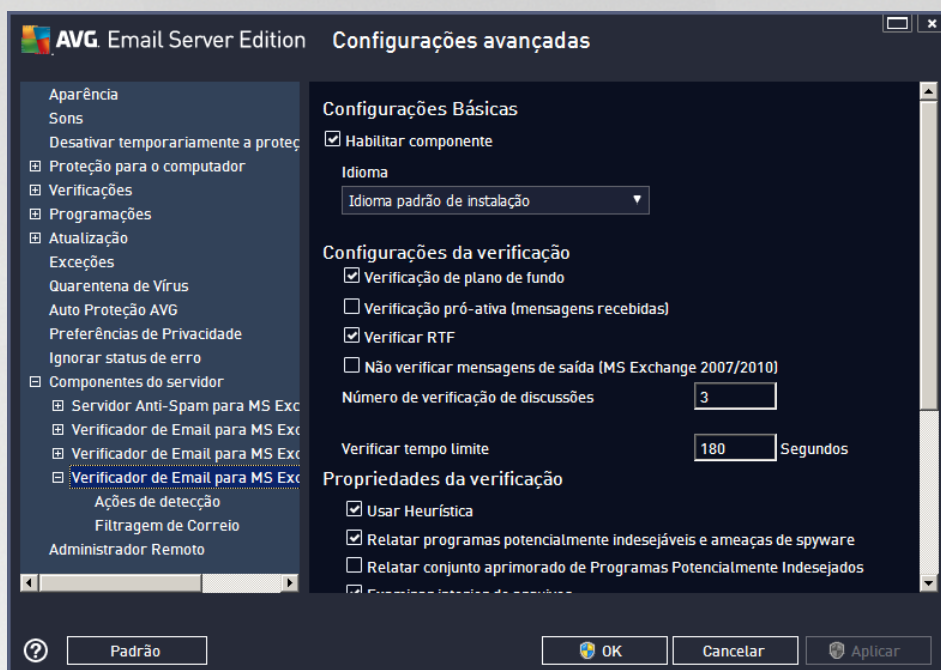 AVG. Email Server Edition Configurações avançadas
Aparência
Sons
Desativar temporariamente a proteç
Proteção para o computador
Verificações
Programações
Atualização
Exceções
Quarentena de Vírus
Auto Proteção AVG
Preferências de Privacidade
Ignorar status de erro
Componentes do servidor
Servidor Anti-Spam para MS Exc
Verificador de Email para MS Exc
Verificador de Email para MS Exc
Verificador de Email para MS Exc
Ações de detecção
Filtragem de Correio
Administrador Remoto
Configurações Básicas
Habilitar componente
Idioma
Idioma padrão de instalação
Configurações da verificação
Verificação de plano de fundo
Verificação pró-ativa (mensagens recebidas)
Verificar RTF
Não verificar mensagens de saída (MS Exchange 2007/2010)
Número de verificação de discussões 3
Verificar tempo limite 180 Segundos
Propriedades da verificação
Usar Heurística
Relatar programas potencialmente indesejáveis e ameaças de spyware
Relatar conjunto aprimorado de Programas Potencialmente Indesejados
Examinar interior de arquivos
? Padrão OK Cancelar Aplicar